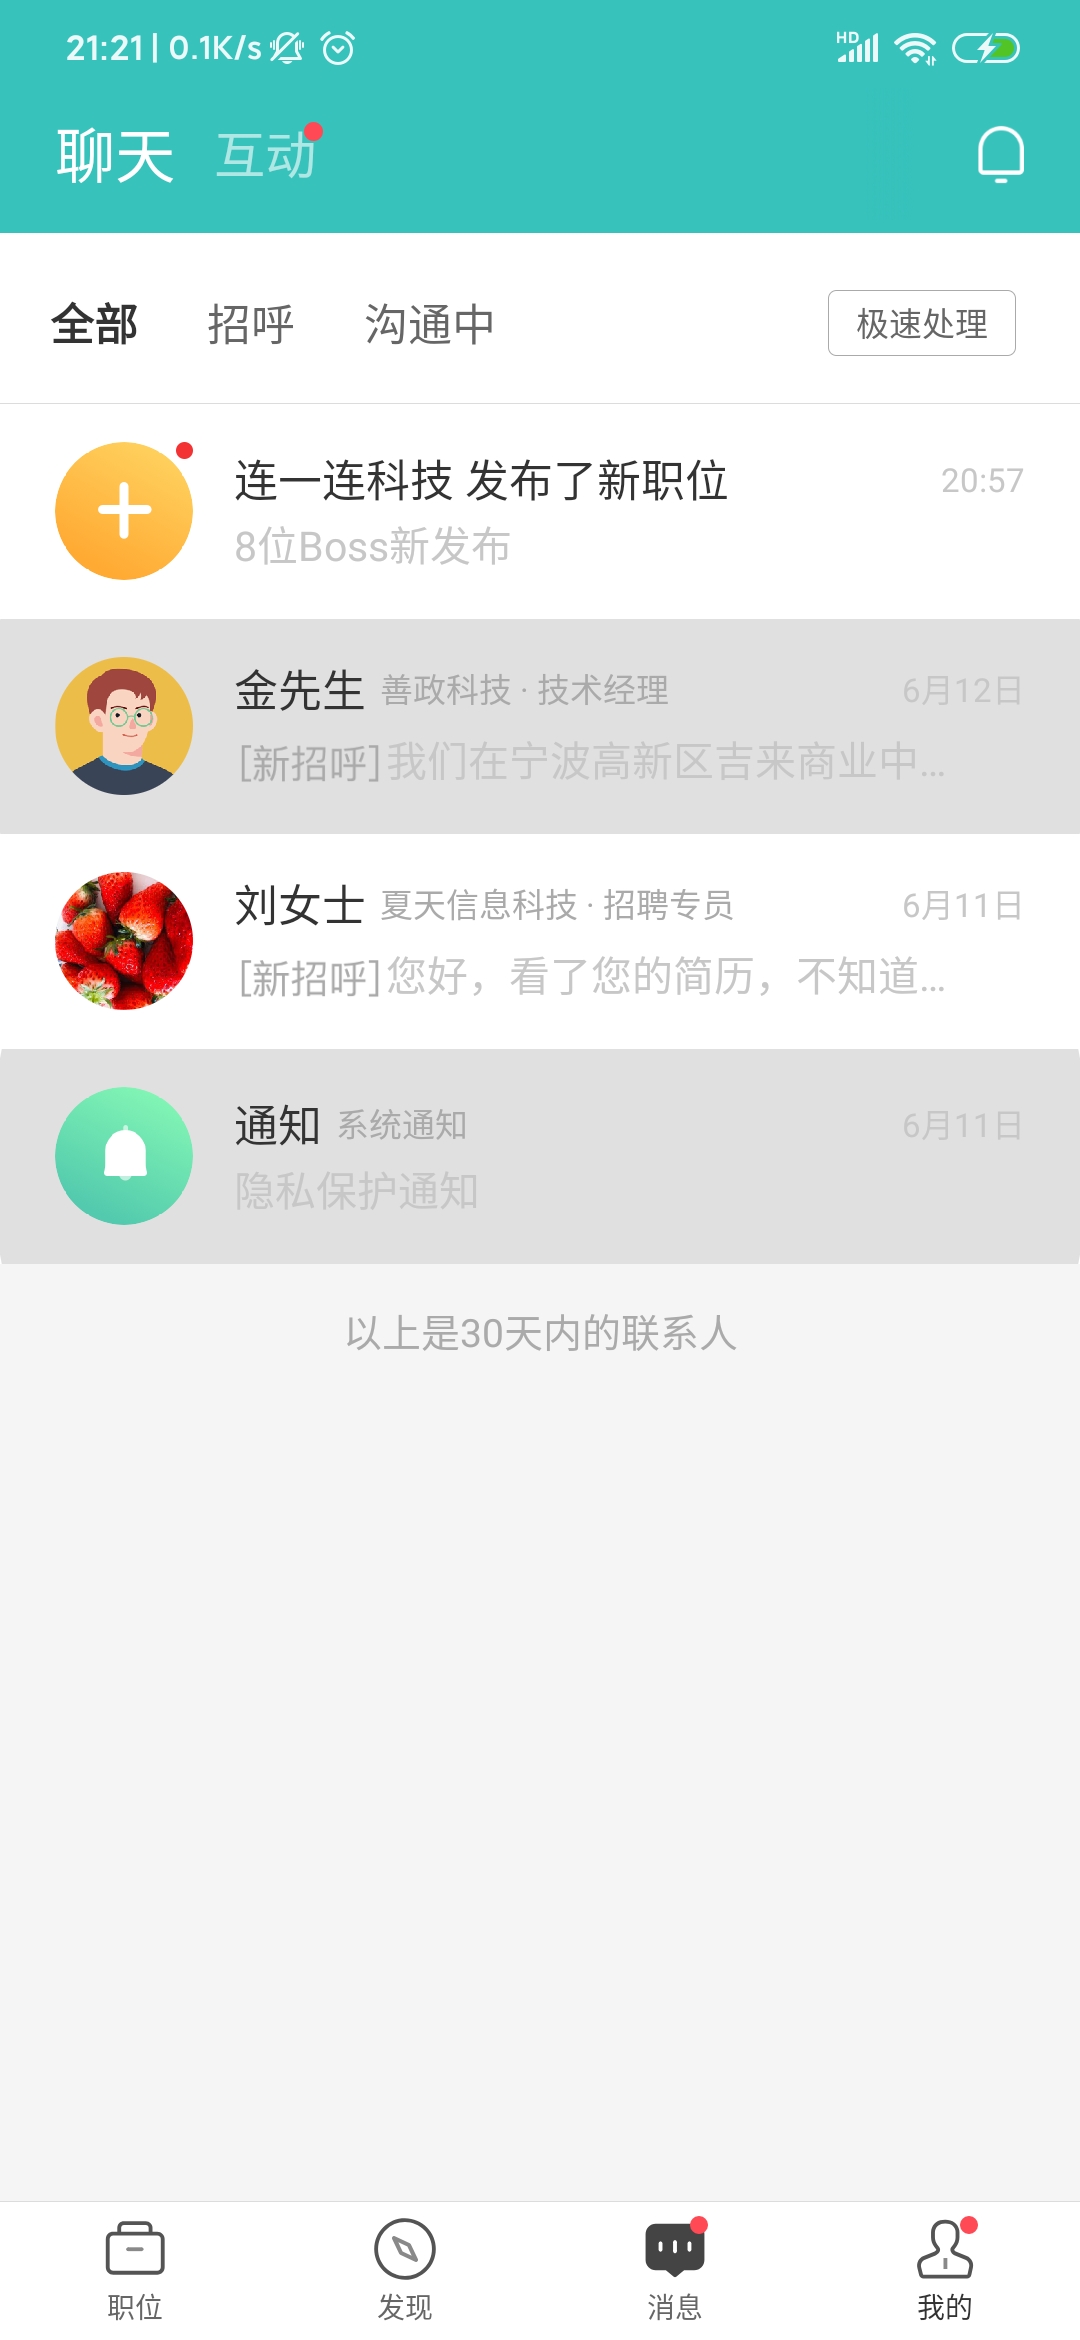 21:21 | 0.1K/s
HD
聊天 互动
全部 招呼 沟通中 极速处理
连一连科技 发布了新职位 20:57
8位Boss新发布
金先生 善政科技 · 技术经理 6月12日
[新招呼]我们在宁波高新区吉来商业中...
刘女士 夏天信息科技 · 招聘专员 6月11日
[新招呼]您好，看了您的简历，不知道...
通知 系统通知 6月11日
隐私保护通知
以上是30天内的联系人
职位 发现 消息 我的